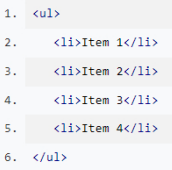 1. <ul>
2. <li>Item 1</li>
3. <li>Item 2</li>
4. <li>Item 3</li>
5. <li>Item 4</li>
6. </ul>